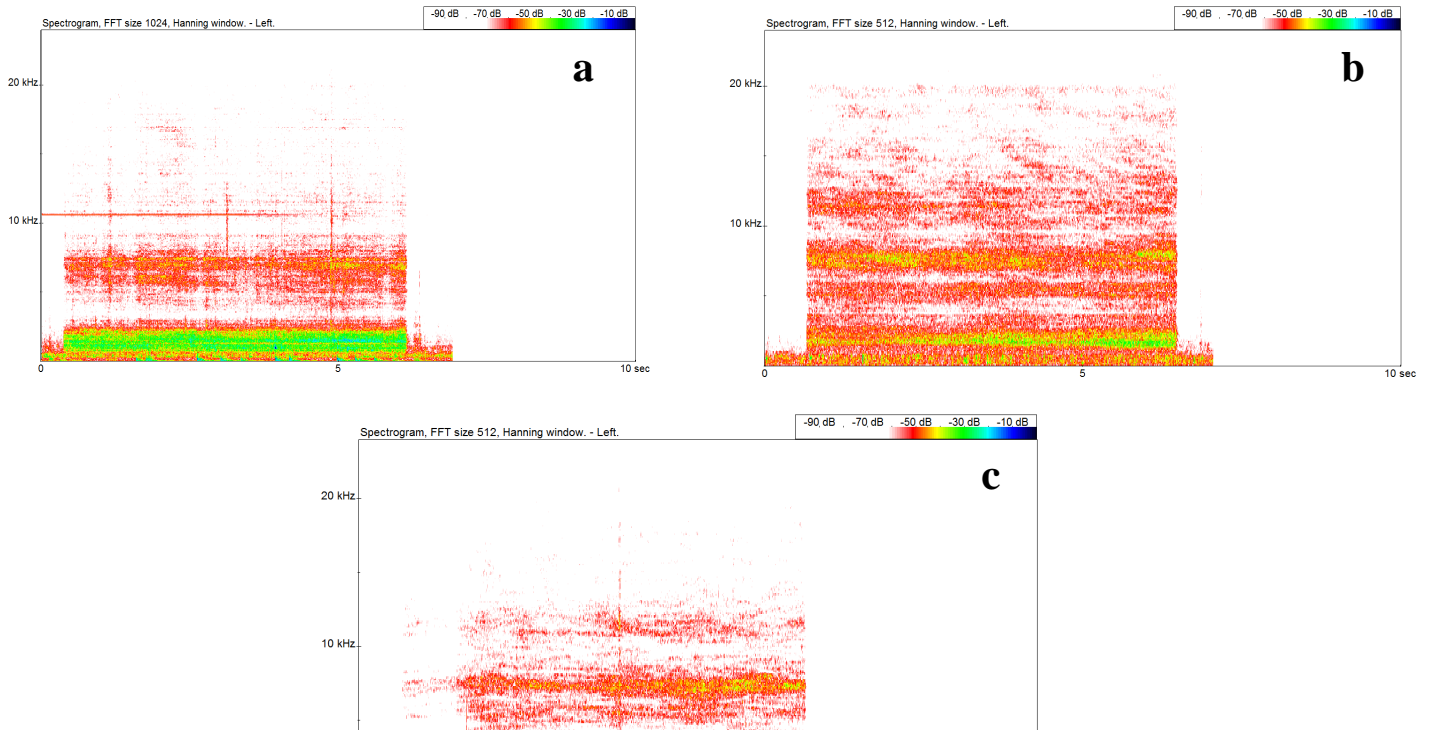 -90 dB . -70 dB -50 dB -30 dB -10 dB
Spectrogram, FFT size 1024, Hanning window. - Left.
a
20 kHz
10 kHz
0 5 10 sec
-90 dB . -70 dB -50 dB -30 dB -10 dB
Spectrogram, FFT size 512, Hanning window. - Left.
b
20 kHz
10 kHz
0 5 10 sec
-90 dB . -70 dB -50 dB -30 dB -10 dB
Spectrogram, FFT size 512, Hanning window. - Left.
c
20 kHz
10 kHz